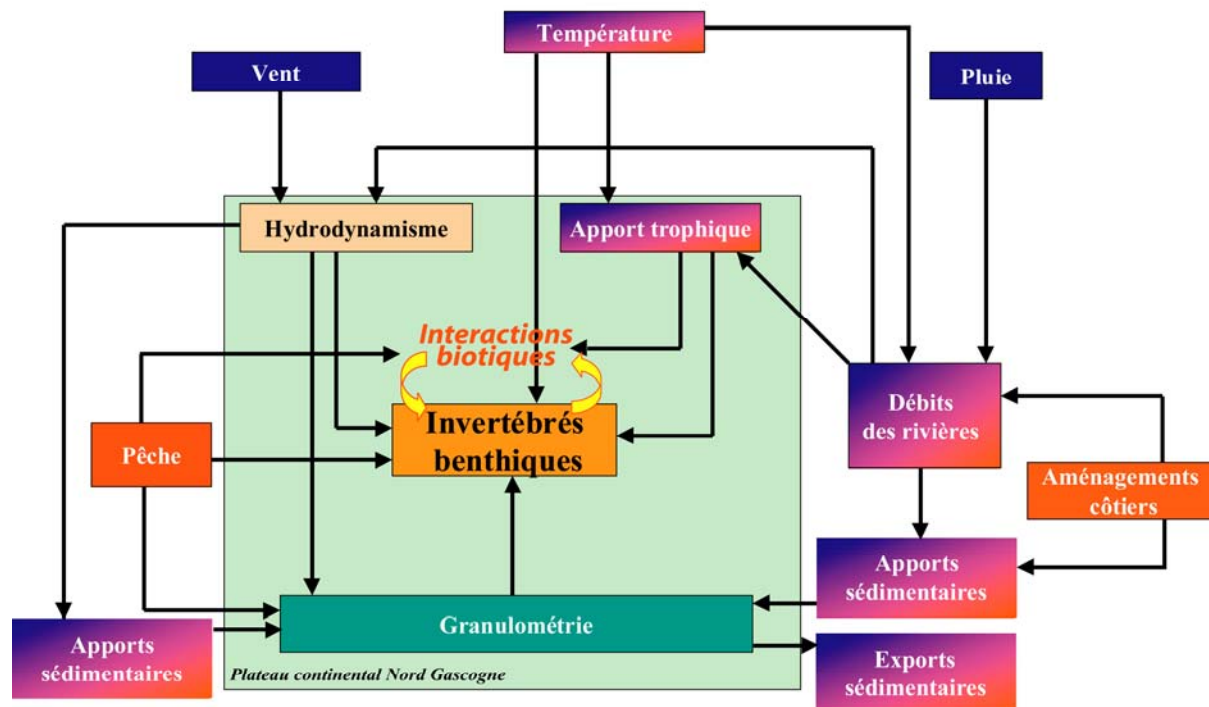 Température
Vent
Pluie
Hydrodynamisme
Apport trophique
Interactions
biotiques
Débits
des rivières
Invertébrés
benthiques
Pêche
Aménagements
côtiers
Apports
sédimentaires
Granulométrie
Apports
sédimentaires
Exports
sédimentaires
Plateau continental Nord Gascogne